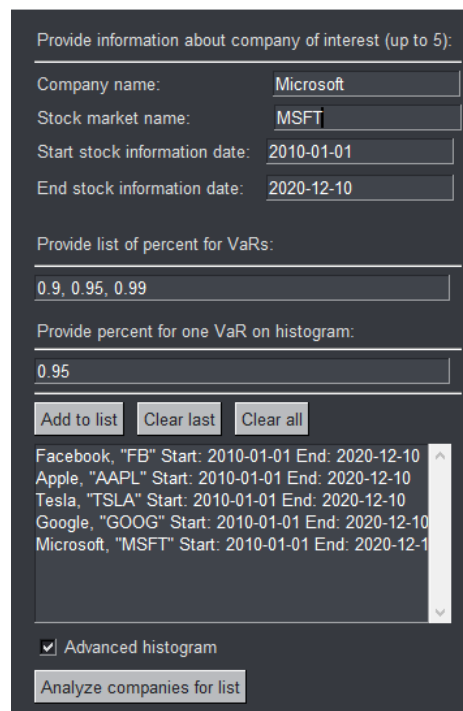 Provide information about company of interest (up to 5):
Company name: Microsoft
Stock market name: MSFT
Start stock information date: 2010-01-01
End stock information date: 2020-12-10
Provide list of percent for VaRs:
0.9, 0.95, 0.99
Provide percent for one VaR on histogram:
0.95
Add to list Clear last Clear all
Facebook, "FB" Start: 2010-01-01 End: 2020-12-10
Apple, "AAPL" Start: 2010-01-01 End: 2020-12-10
Tesla, "TSLA" Start: 2010-01-01 End: 2020-12-10
Google, "GOOG" Start: 2010-01-01 End: 2020-12-10
Microsoft, "MSFT" Start: 2010-01-01 End: 2020-12-1
Advanced histogram
Analyze companies for list